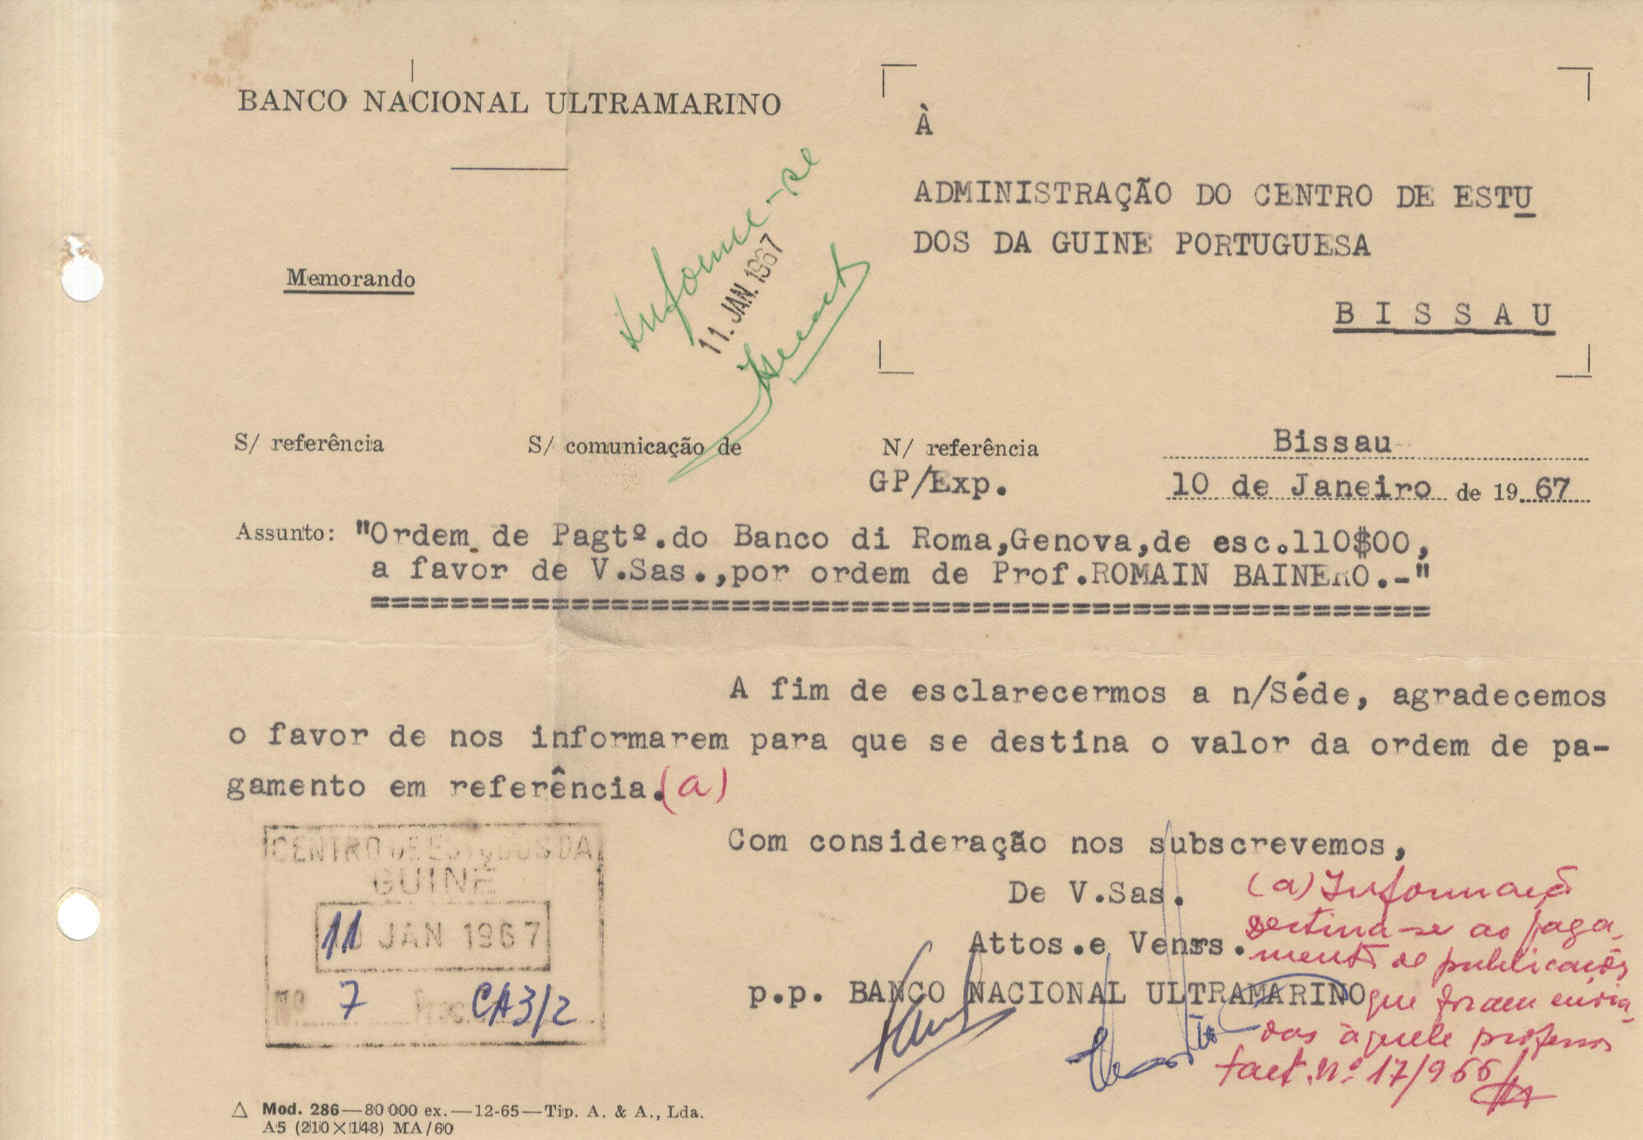 BANCO NACIONAL ULTRAMARINO
À
ADMINISTRAÇÃO DO CENTRO DE ESTU
DOS DA GUINE PORTUGUESA
BISSAU
Memorando
Informe-se
11. JAN. 1967
S/ referência S/ comunicação de N/ referência Bissau
GP/Exp. 10 de Janeiro de 1967
Assunto: "Ordem de Pagtº.do Banco di Roma,Genova,de esc.110$00,
a favor de V.Sas.,por ordem de Prof.ROMAIN BAINERO.-"
=====================================================
A fim de esclarecermos a n/Séde, agradecemos
o favor de nos informarem para que se destina o valor da ordem de pa-
gamento em referência.(a)
CENTRO DE ESTUDOS DA
GUINÉ
11 JAN 1967
Nº 7 Proc. CA3/2
Com consideração nos subscrevemos,
De V.Sas.
Attos.e Venrs.
p.p. BANCO NACIONAL ULTRAMARINO
(a) Informação
Destina-se ao paga-
mento de publicações
que foram envia-
das àquele professor
fact. nº 17/966
Δ Mod. 286—80 000 ex.—12-65—Tip. A. & A., Lda.
A5 (210×148) MA/60